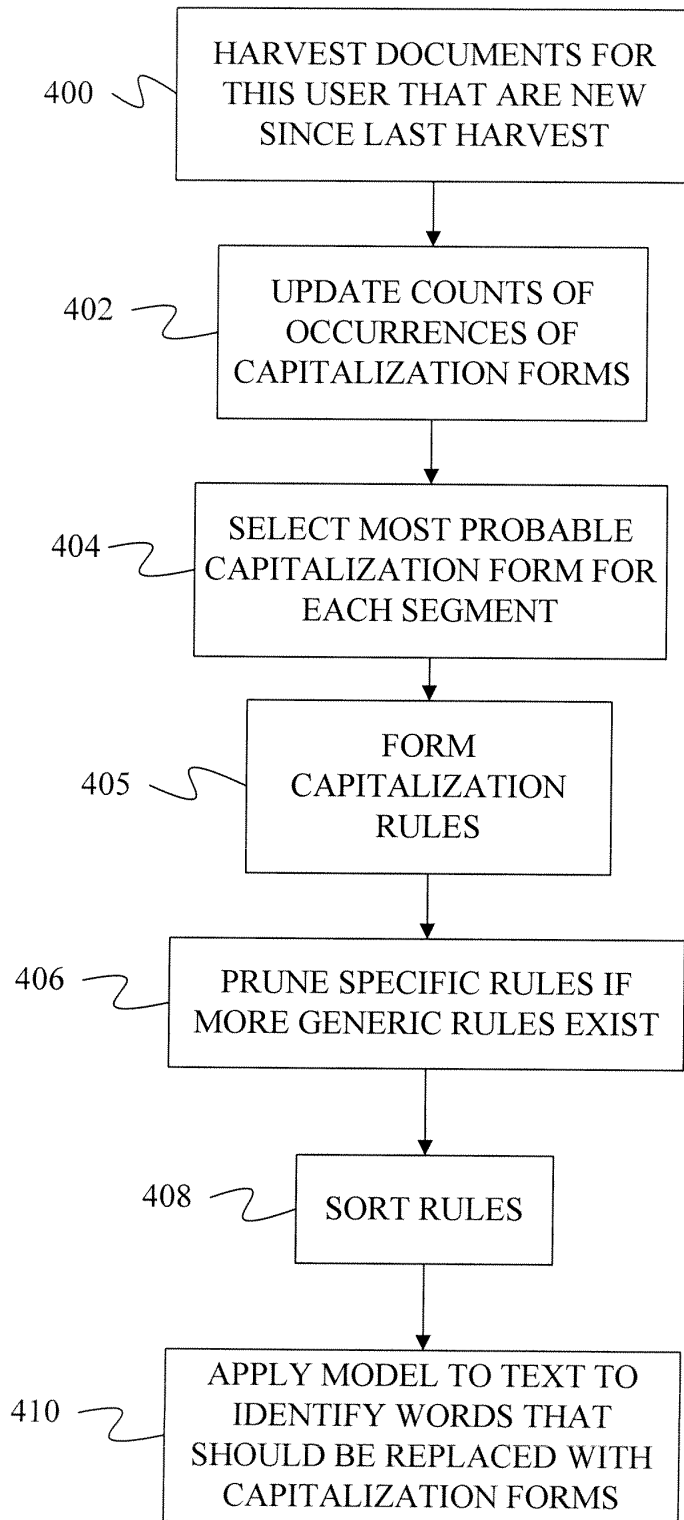 400
HARVEST DOCUMENTS FOR
THIS USER THAT ARE NEW
SINCE LAST HARVEST
402
UPDATE COUNTS OF
OCCURRENCES OF
CAPITALIZATION FORMS
404
SELECT MOST PROBABLE
CAPITALIZATION FORM FOR
EACH SEGMENT
405
FORM
CAPITALIZATION
RULES
406
PRUNE SPECIFIC RULES IF
MORE GENERIC RULES EXIST
408
SORT RULES
410
APPLY MODEL TO TEXT TO
IDENTIFY WORDS THAT
SHOULD BE REPLACED WITH
CAPITALIZATION FORMS